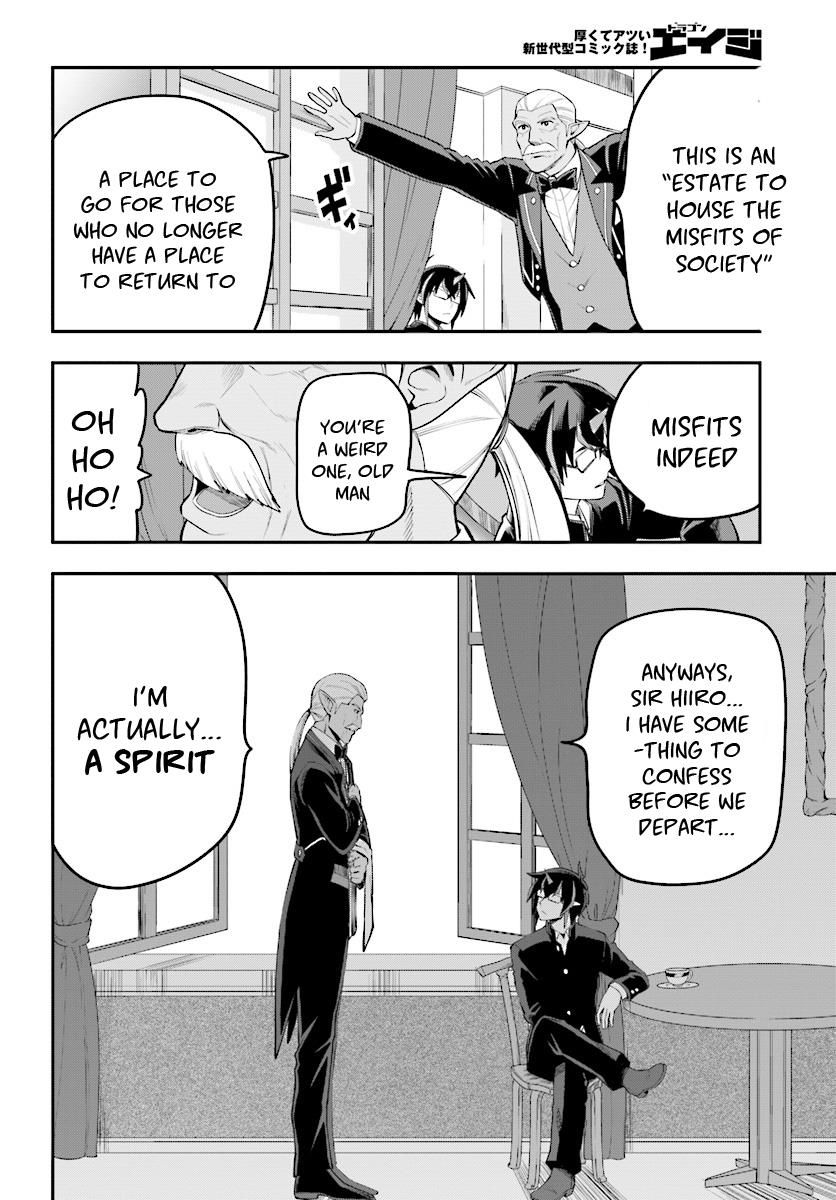 厚くてアツい
新世代型コミック誌！
ドラゴン
エイジ
THIS IS AN
"ESTATE TO
HOUSE THE
MISFITS OF
SOCIETY"
ギィ
A PLACE TO
GO FOR THOSE
WHO NO LONGER
HAVE A PLACE
TO RETURN TO
MISFITS
INDEED
YOU'RE
A WEIRD
ONE, OLD
MAN
OH
HO
HO!
ANYWAYS,
SIR HIIRO...
I HAVE SOME
-THING TO
CONFESS
BEFORE WE
DEPART...
I'M
ACTUALLY...
A SPIRIT